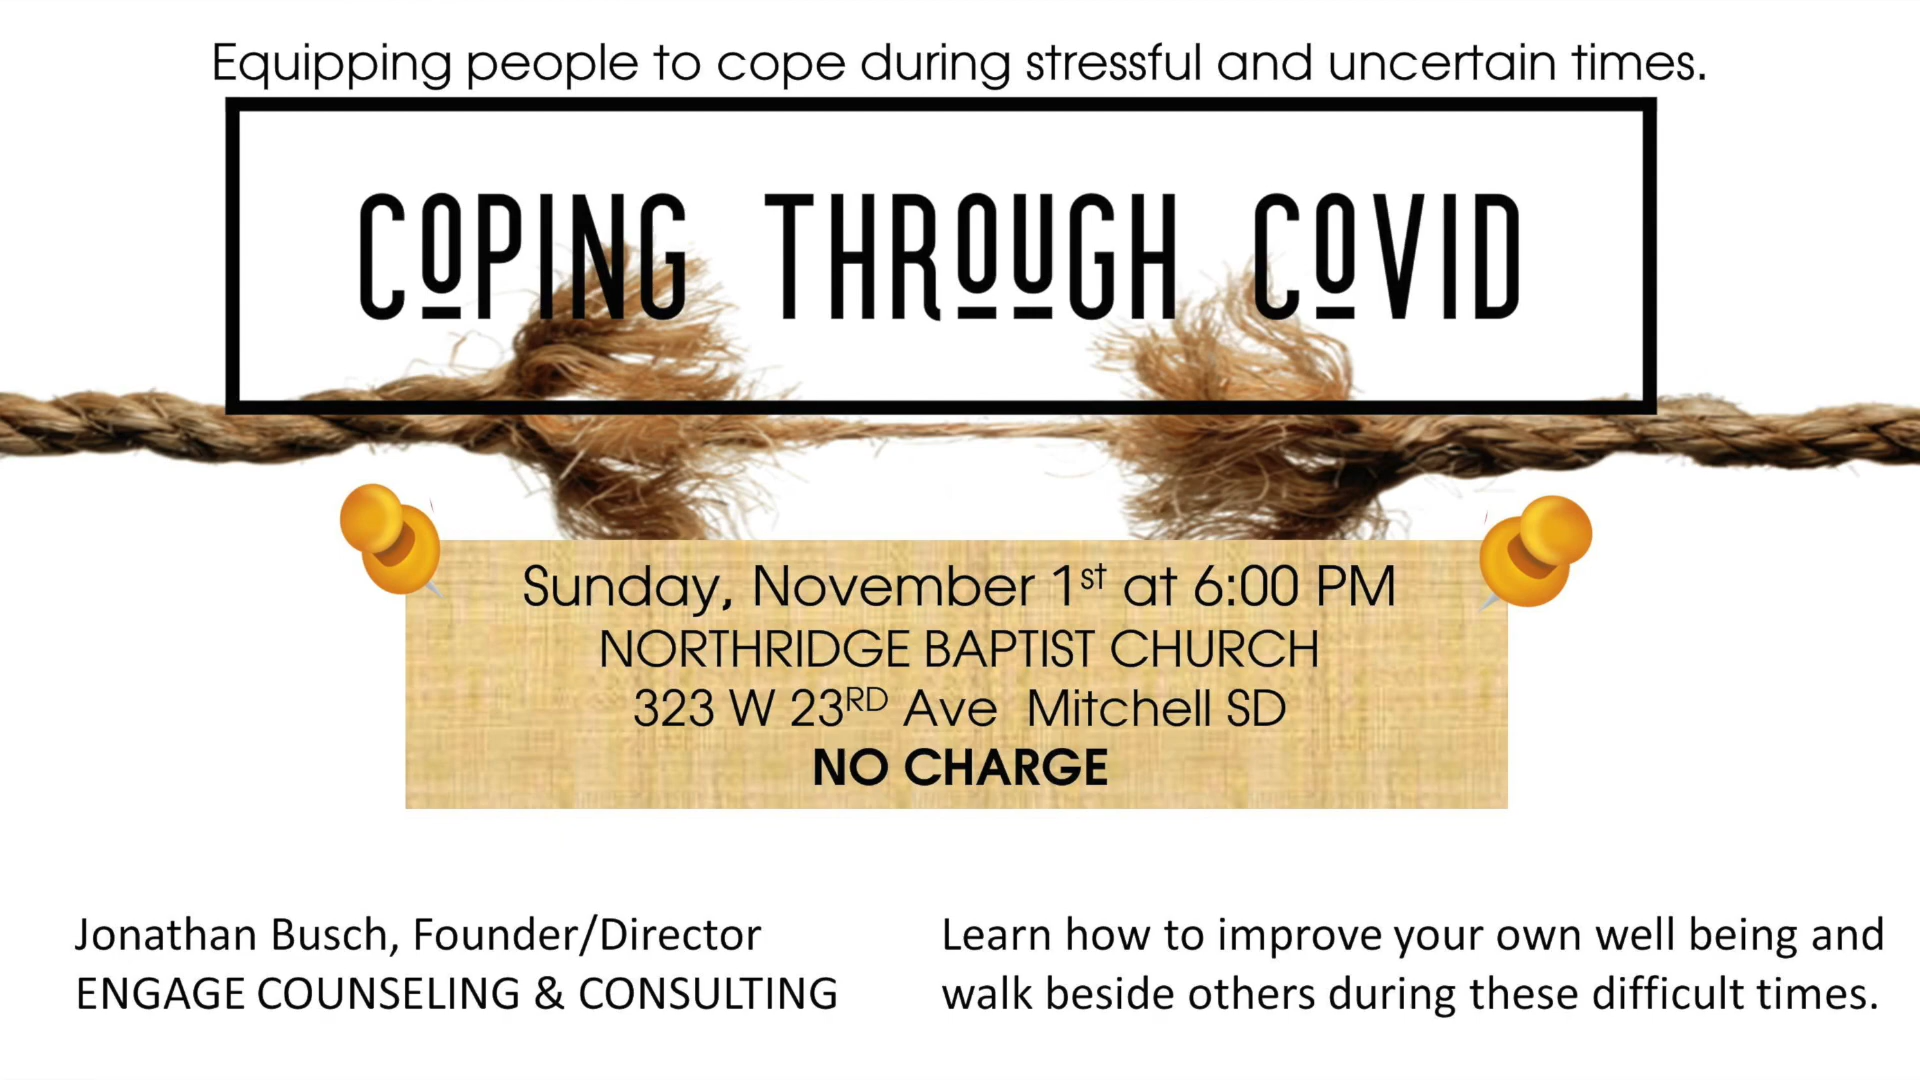 Equipping people to cope during stressful and uncertain times.
COPING THROUGH COVID
Sunday, November 1st at 6:00 PM
NORTHRIDGE BAPTIST CHURCH
323 W 23RD Ave Mitchell SD
NO CHARGE
Jonathan Busch, Founder/Director
ENGAGE COUNSELING & CONSULTING
Learn how to improve your own well being and
walk beside others during these difficult times.